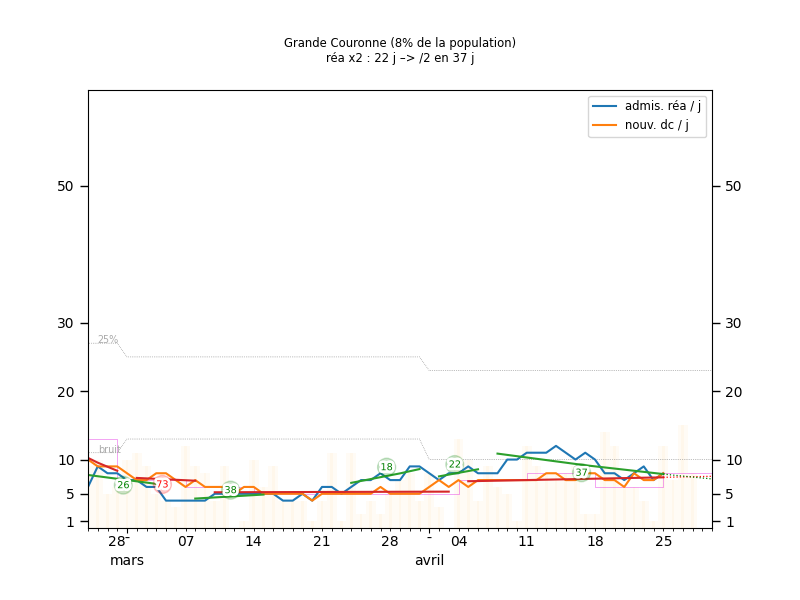 Grande Couronne (8% de la population)
réa x2 : 22 j –> /2 en 37 j
admis. réa / j
nouv. dc / j
50 50
30 30
25%
20 20
bruit
10 10
18 22 37
26 73 38
5 5
1 1
28 07 14 21 28 04 11 18 25
mars avril